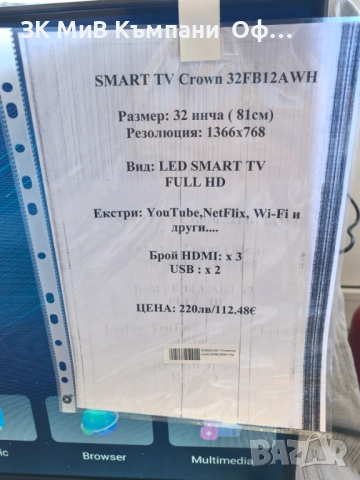 ЗК МиВ Къмпани Офис
SMART TV Crown 32FB12AWH
Размер: 32 инча ( 81см)
Резолюция: 1366x768
Вид: LED SMART TV
FULL HD
Екстри: YouTube,NetFlix, Wi-Fi и
други....
Брой HDMI: x 3
USB : x 2
ЦЕНА: 220лв/112.48€
Browser
Multimedia
bazar